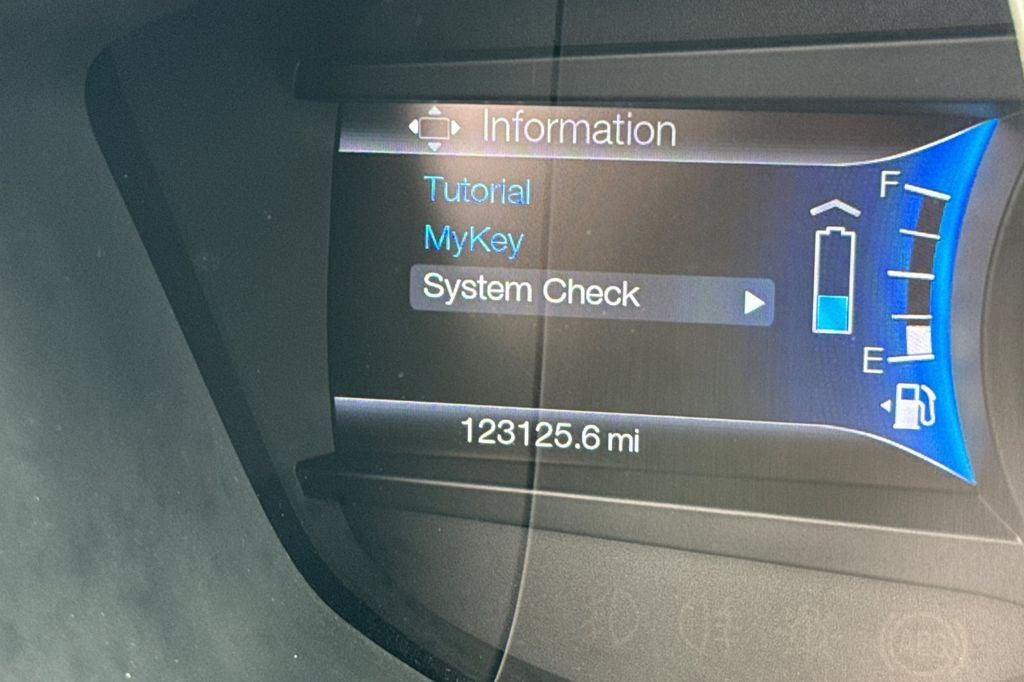 Information
Tutorial
MyKey
System Check
F
E
123125.6 mi